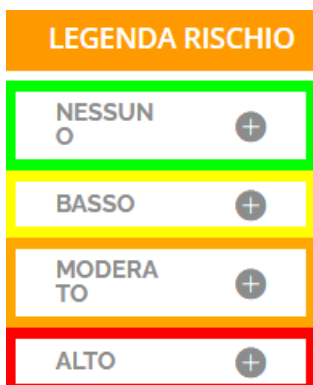 LEGENDA RISCHIO
NESSUN
O
BASSO
MODERA
TO
ALTO